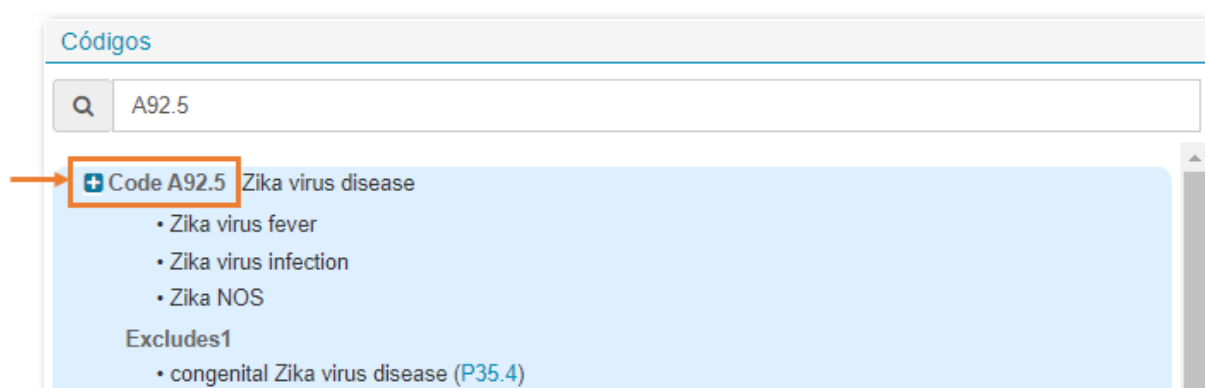 Códigos
A92.5
Code A92.5 Zika virus disease
• Zika virus fever
• Zika virus infection
• Zika NOS
Excludes1
• congenital Zika virus disease (P35.4)